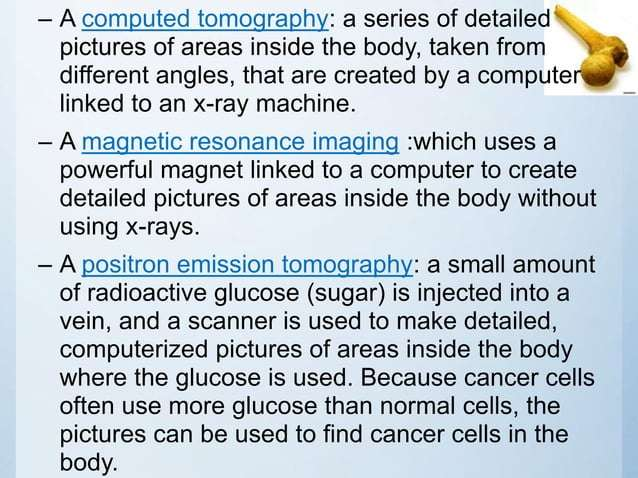 – A computed tomography: a series of detailed
pictures of areas inside the body, taken from
different angles, that are created by a computer
linked to an x-ray machine.
– A magnetic resonance imaging :which uses a
powerful magnet linked to a computer to create
detailed pictures of areas inside the body without
using x-rays.
– A positron emission tomography: a small amount
of radioactive glucose (sugar) is injected into a
vein, and a scanner is used to make detailed,
computerized pictures of areas inside the body
where the glucose is used. Because cancer cells
often use more glucose than normal cells, the
pictures can be used to find cancer cells in the
body.